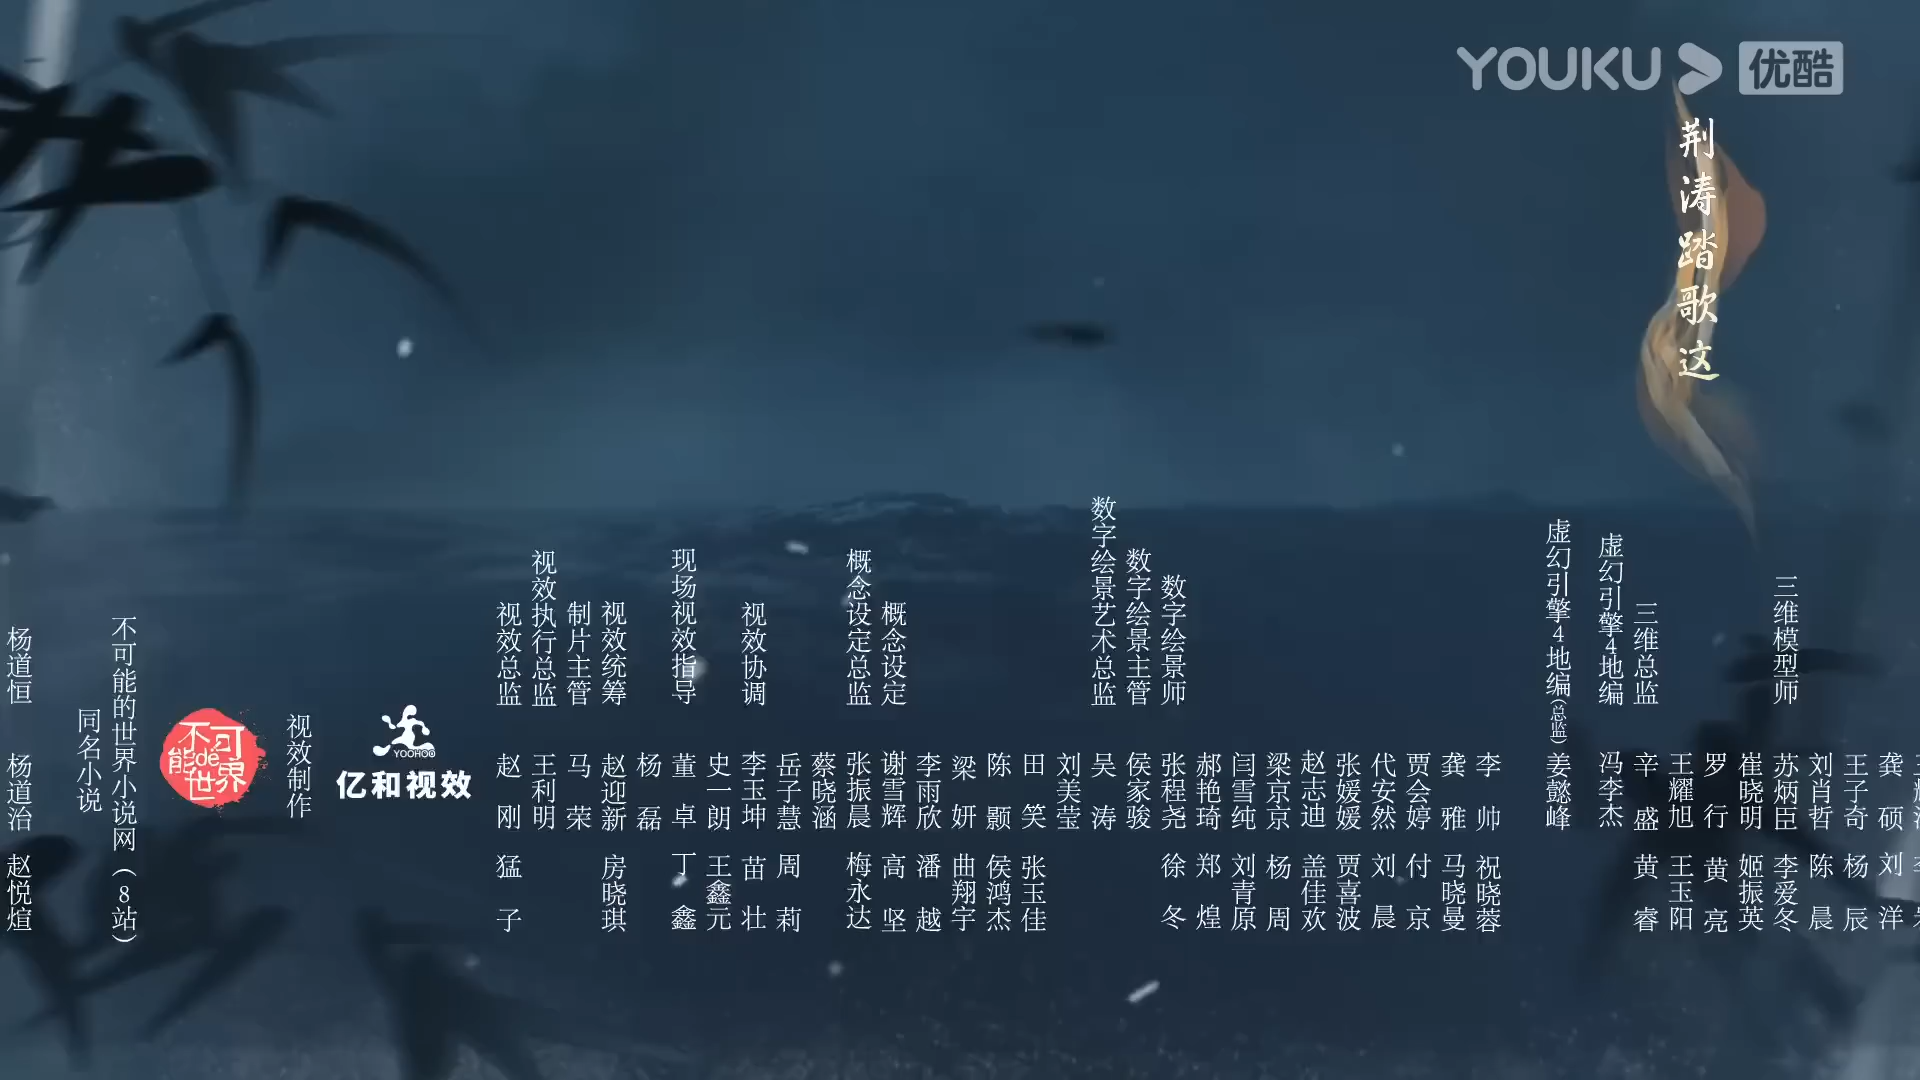 YOUKU 优酷
荆涛踏歌这
杨道恒 杨道治 赵悦煊
同名小说
不可能的世界小说网（8站）
不可能de世界
视效制作
YOOHOO
亿和视效
视效总监 赵刚 猛子
视效执行总监 王利明
制片主管 马荣
视效统筹 赵迎新 房晓琪
杨磊
现场视效指导 董卓 丁鑫
史一朗 王鑫元
视效协调 李玉坤 苗壮
岳子慧 周莉
蔡晓涵
概念设定总监 张振晨 梅永达
概念设定 谢雪辉 高坚
李雨欣 潘越
梁妍 曲翔宇
陈颢 侯鸿杰
田笑 张玉佳
刘美莹
数字绘景艺术总监 吴涛
数字绘景主管 侯家骏
数字绘景师 张程尧 徐冬
郝艳琦 郑煌
闫雪纯 刘青原
梁京京 杨周
赵志迪 盖佳欢
张媛媛 贾喜波
代安然 刘晨
贾会婷 付京
龚雅 马晓曼
李帅 祝晓蓉
虚幻引擎4地编（总监） 姜懿峰
虚幻引擎4地编 冯李杰
三维总监 辛盛 黄睿
王耀旭 王玉阳
罗行 黄亮
崔晓明 姬振英
三维模型师 苏炳臣 李爱冬
刘肖哲 陈晨
王子奇 杨辰
龚硕 刘洋